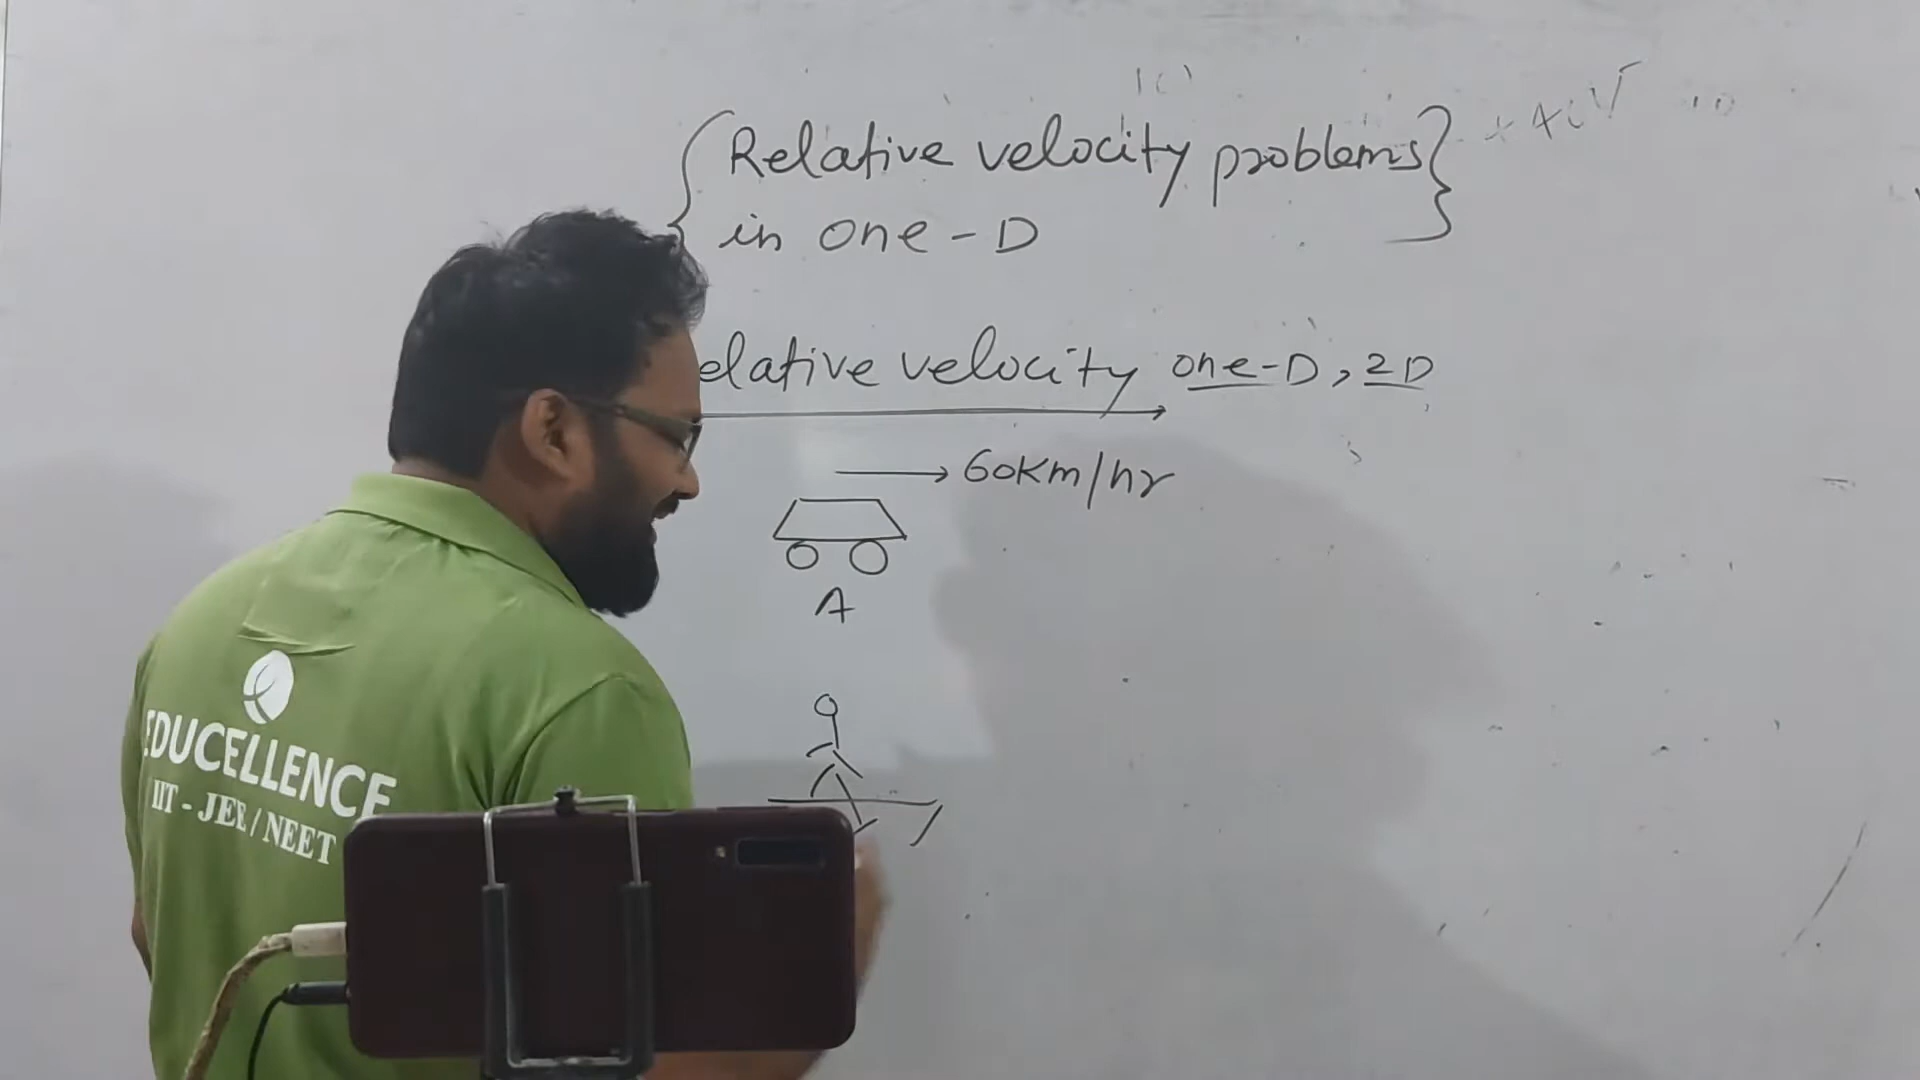 {Relative velocity problems}
in one-D
elative velocity one-D, 2D
60Km/hr
A
EDUCELLENCE
IIT - JEE / NEET